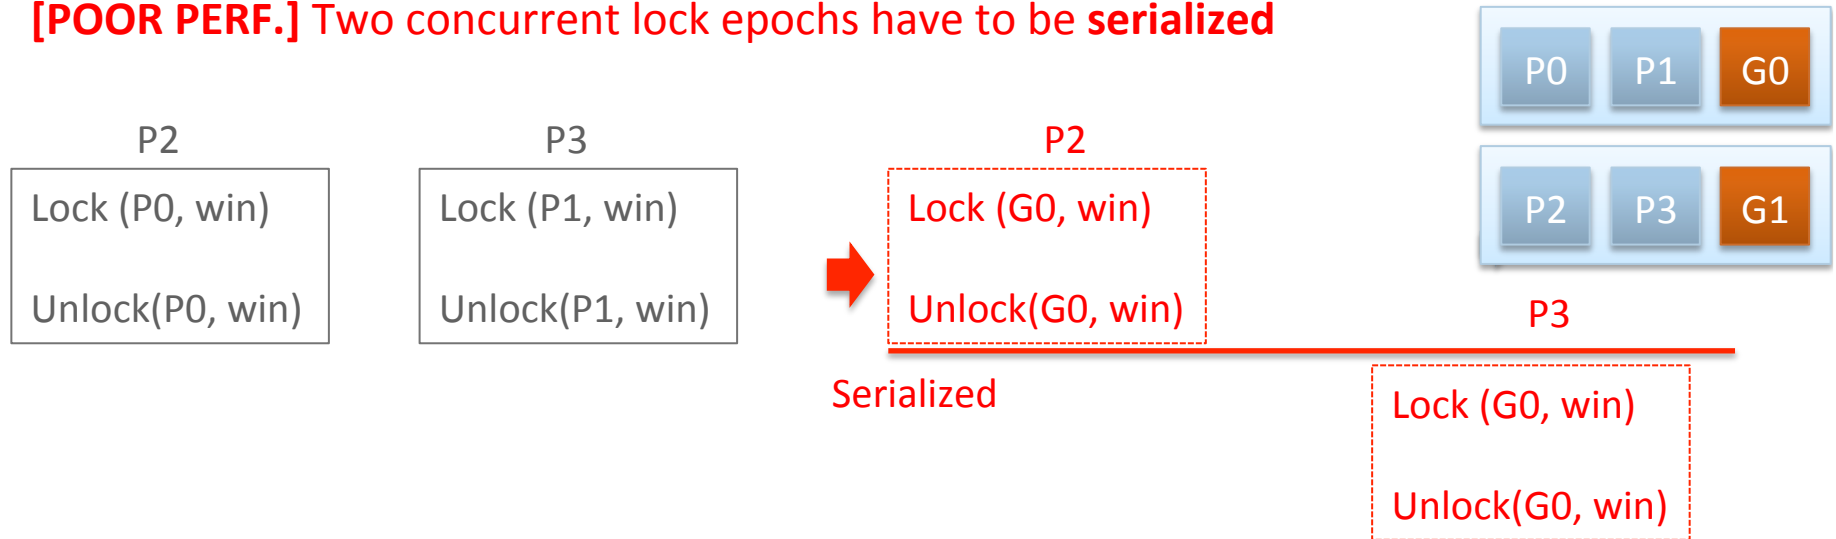 [POOR PERF.] Two concurrent lock epochs have to be serialized
P0 P1 G0
P2 P3 G1
P2
Lock (P0, win)
Unlock(P0, win)
P3
Lock (P1, win)
Unlock(P1, win)
P2
Lock (G0, win)
Unlock(G0, win)
Serialized
P3
Lock (G0, win)
Unlock(G0, win)